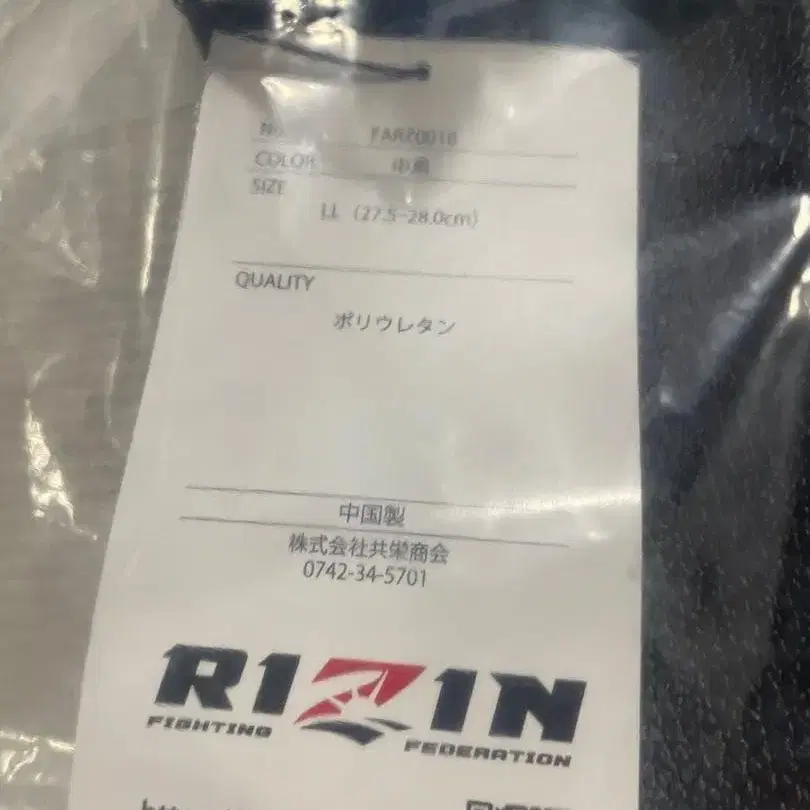 COLOR
SIZE
LL (27.5-28.0cm)
QUALITY
ポリウレタン
中国製
株式会社共栄商会
0742-34-5701
RIZIN
FIGHTING
FEDERATION